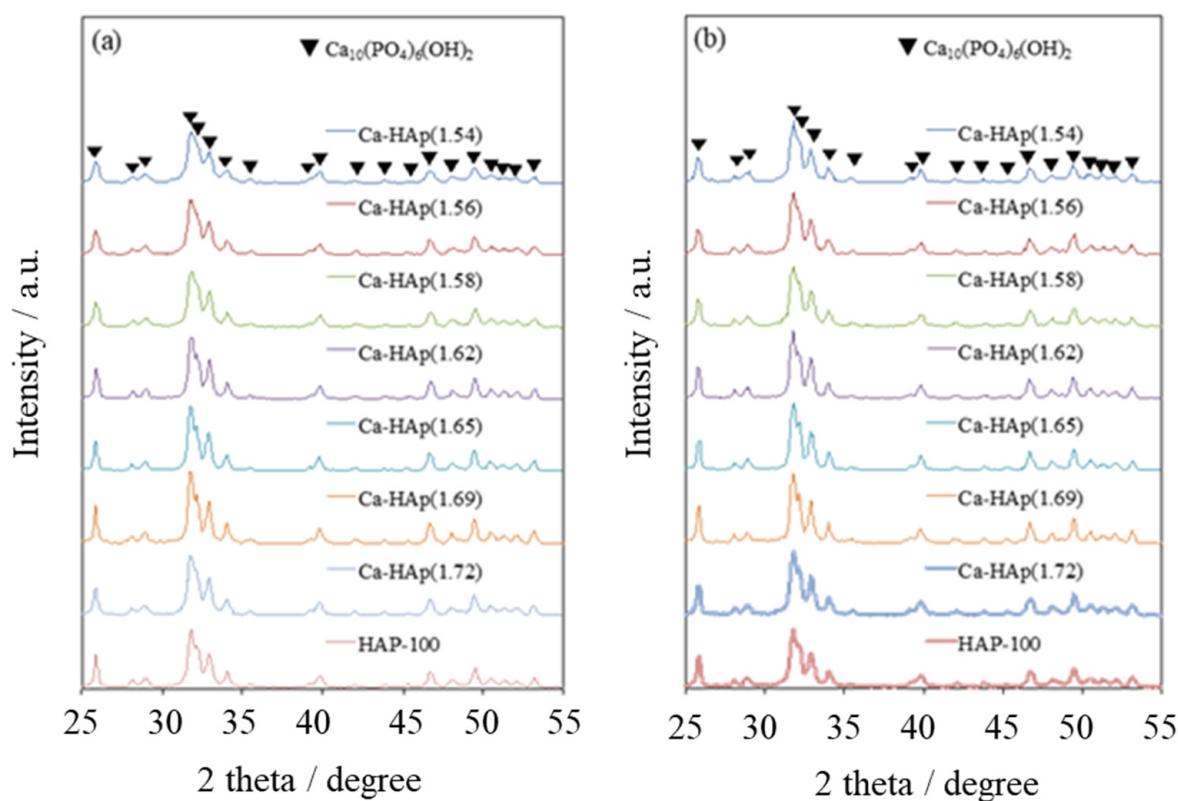 (a)
▼ Ca₁₀(PO₄)₆(OH)₂
Ca-HAp(1.54)
Ca-HAp(1.56)
Ca-HAp(1.58)
Ca-HAp(1.62)
Ca-HAp(1.65)
Ca-HAp(1.69)
Ca-HAp(1.72)
HAP-100
Intensity / a.u.
25 30 35 40 45 50 55
2 theta / degree
(b)
▼ Ca₁₀(PO₄)₆(OH)₂
Ca-HAp(1.54)
Ca-HAp(1.56)
Ca-HAp(1.58)
Ca-HAp(1.62)
Ca-HAp(1.65)
Ca-HAp(1.69)
Ca-HAp(1.72)
HAP-100
Intensity / a.u.
25 30 35 40 45 50 55
2 theta / degree